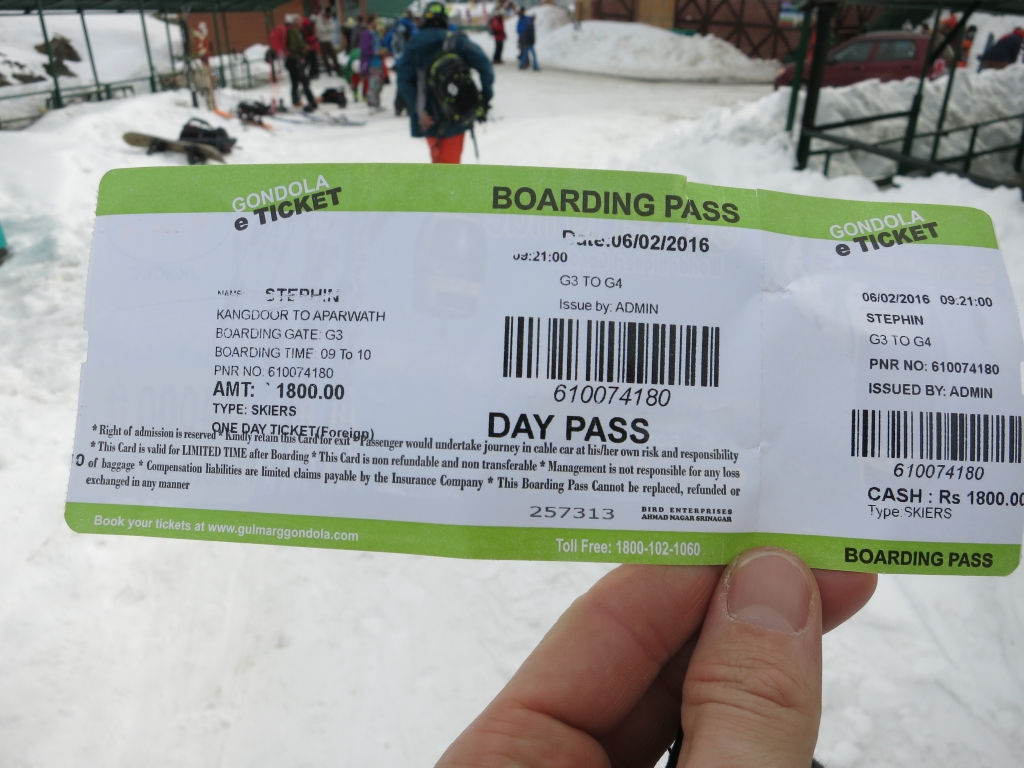 GONDOLA
e TICKET
BOARDING PASS
Date:06/02/2016
09:21:00
G3 TO G4
Issue by: ADMIN
610074180
DAY PASS
NAME: STEPHIN
KANGDOOR TO APARWATH
BOARDING GATE: G3
BOARDING TIME: 09 To 10
PNR NO: 610074180
AMT: ` 1800.00
TYPE: SKIERS
ONE DAY TICKET(Foreign)
* Right of admission is reserved * Kindly retain this Card for exit * Passenger would undertake journey in cable car at his/her own risk and responsibility
* This Card is valid for LIMITED TIME after Boarding * This Card is non refundable and non transferable * Management is not responsible for any loss
of baggage * Compensation liabilities are limited claims payable by the Insurance Company * This Boarding Pass Cannot be replaced, refunded or
exchanged in any manner
257313
BIRD ENTERPRISES
AHMAD NAGAR SRINAGAR
Book your tickets at www.gulmarggondola.com
Toll Free: 1800-102-1060
GONDOLA
e TICKET
06/02/2016 09:21:00
STEPHIN
G3 TO G4
PNR NO: 610074180
ISSUED BY: ADMIN
610074180
CASH : Rs 1800.00
Type:SKIERS
BOARDING PASS